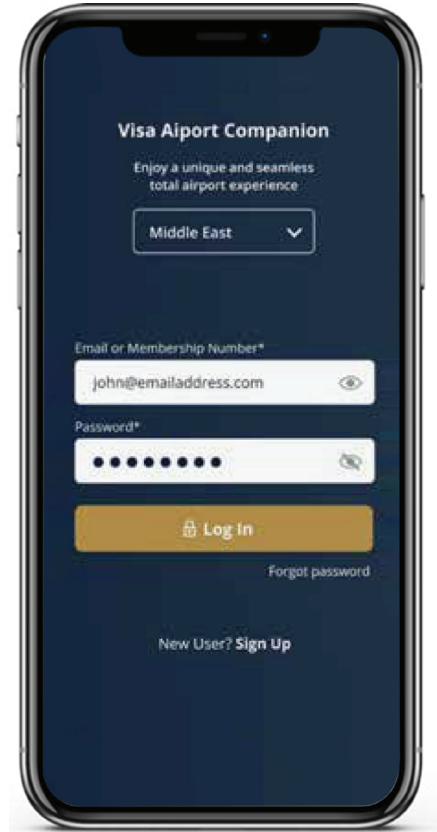 Visa Aiport Companion
Enjoy a unique and seamless
total airport experience
Middle East
Email or Membership Number*
john@emailaddress.com
Password*
Log In
Forgot password
New User? Sign Up